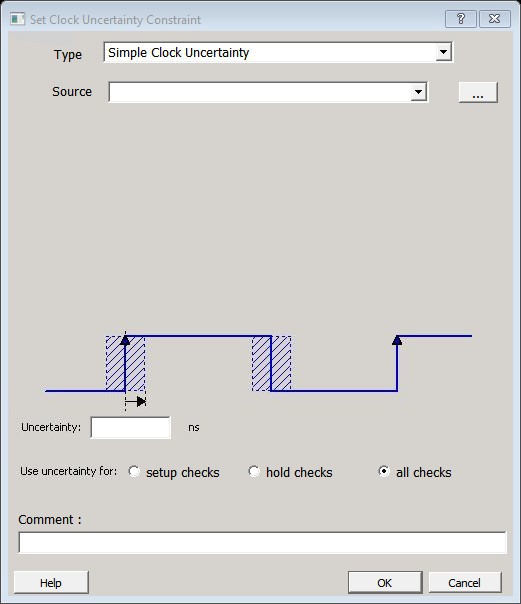 Set Clock Uncertainty Constraint
Type Simple Clock Uncertainty
Source ...
Uncertainty: ns
Use uncertainty for: setup checks hold checks all checks
Comment :
Help OK Cancel